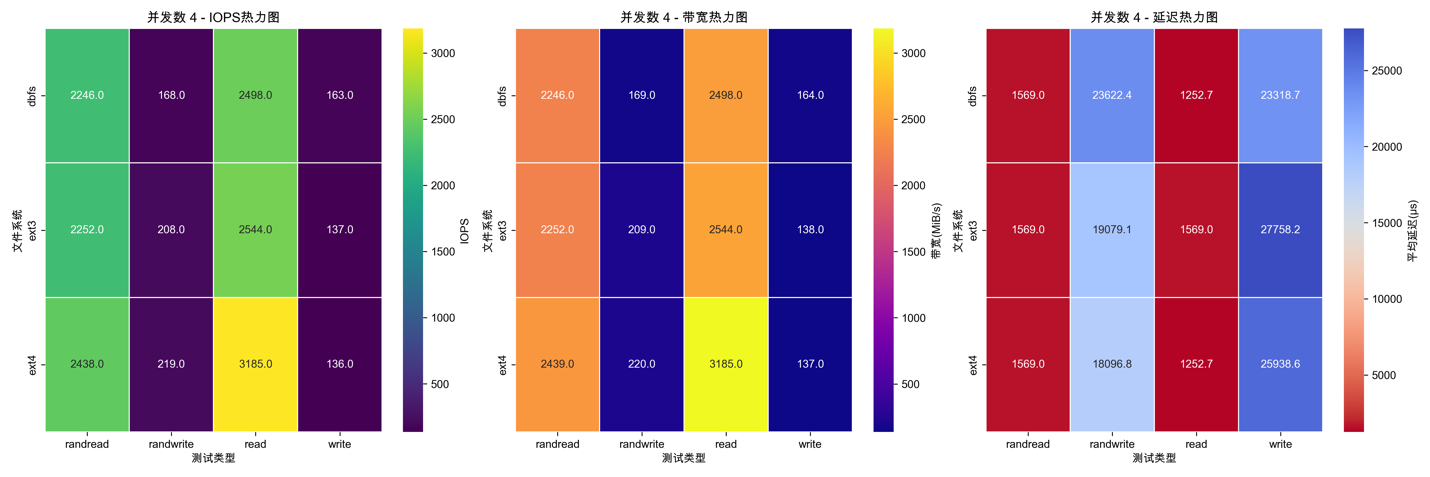 并发数 4 - IOPS热力图
文件系统
dbfs
ext3
ext4
2246.0 168.0 2498.0 163.0
2252.0 208.0 2544.0 137.0
2438.0 219.0 3185.0 136.0
randread randwrite read write
测试类型
3000
2500
2000
1500
1000
500
IOPS
并发数 4 - 带宽热力图
文件系统
dbfs
ext3
ext4
2246.0 169.0 2498.0 164.0
2252.0 209.0 2544.0 138.0
2439.0 220.0 3185.0 137.0
randread randwrite read write
测试类型
3000
2500
2000
1500
1000
500
带宽(MiB/s)
并发数 4 - 延迟热力图
文件系统
dbfs
ext3
ext4
1569.0 23622.4 1252.7 23318.7
1569.0 19079.1 1569.0 27758.2
1569.0 18096.8 1252.7 25938.6
randread randwrite read write
测试类型
25000
20000
15000
10000
5000
平均延迟(μs)